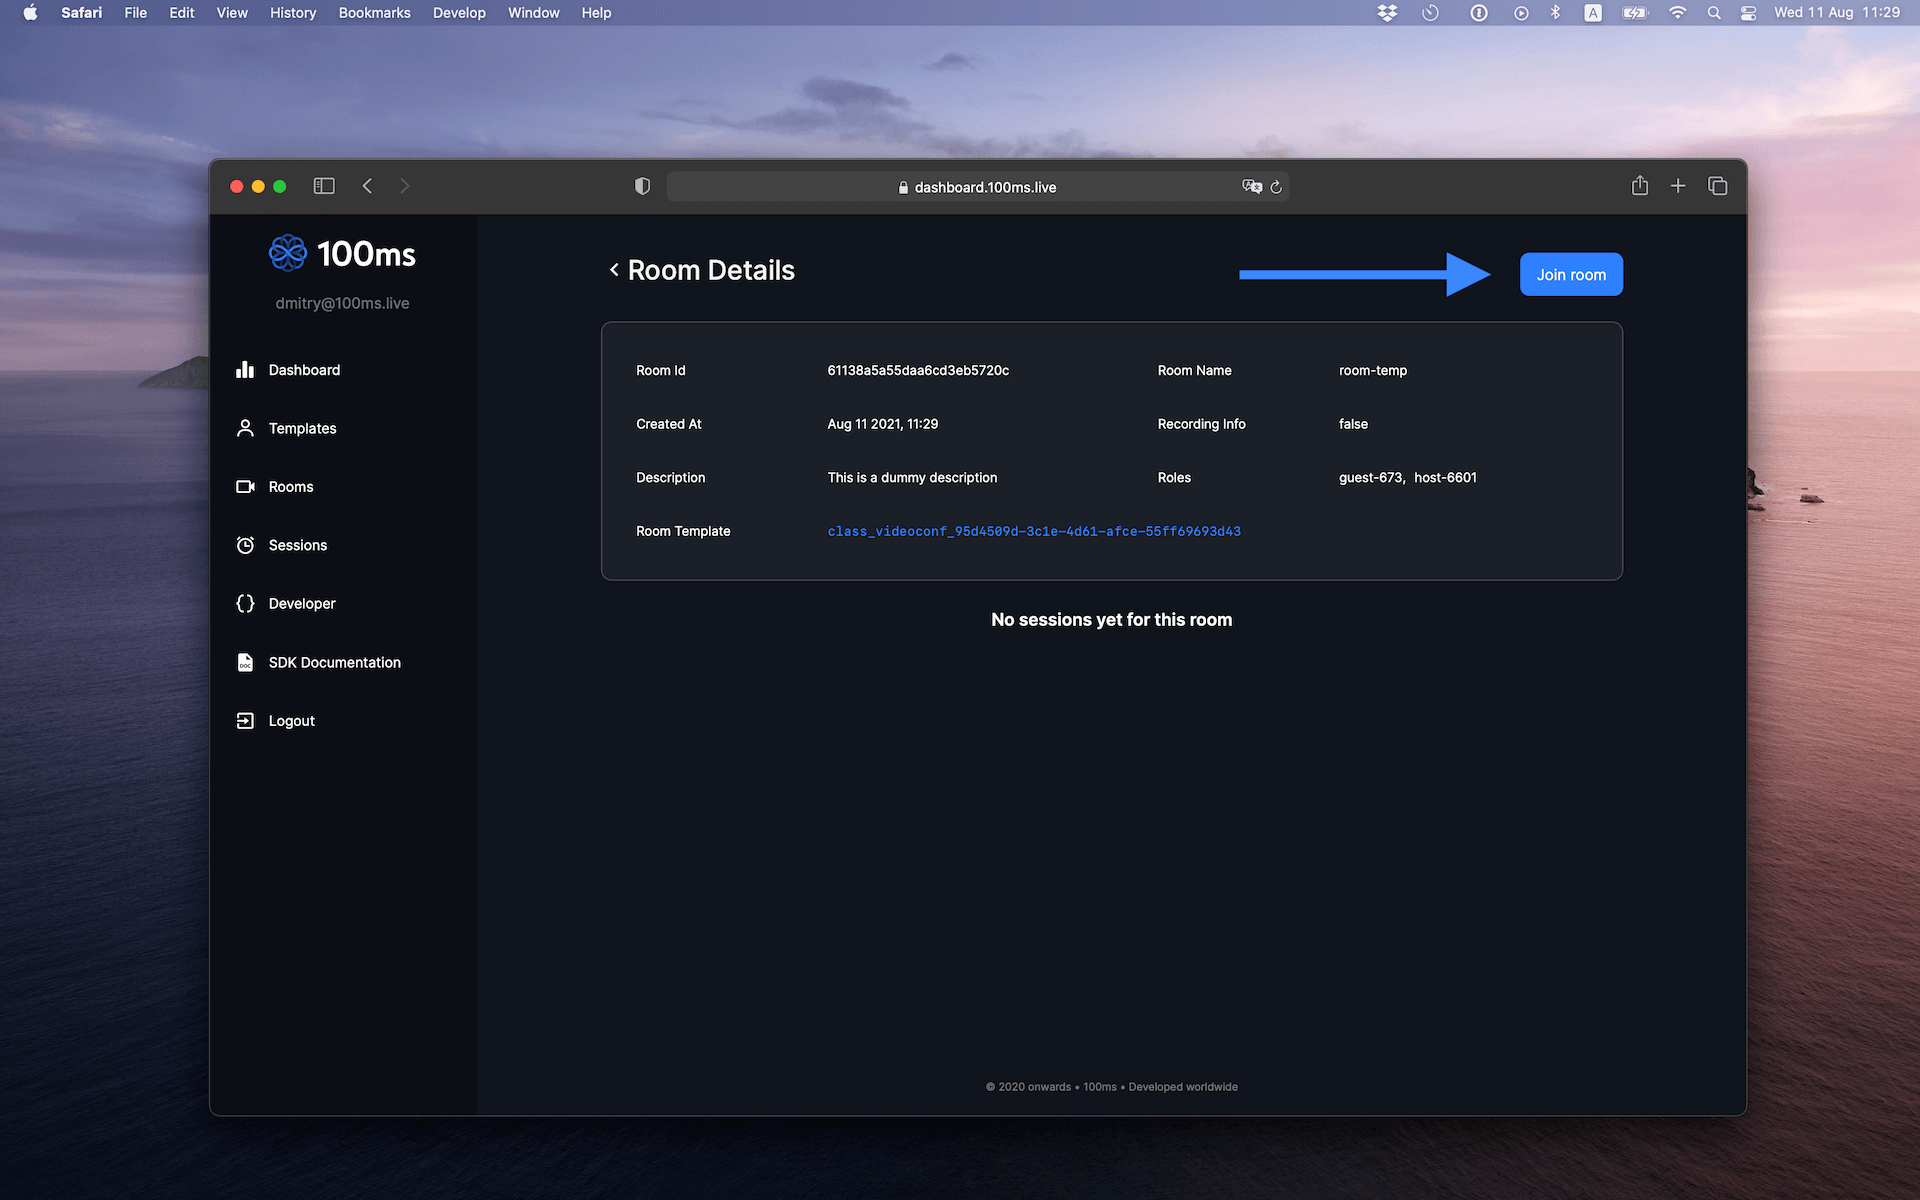 Safari File Edit View History Bookmarks Develop Window Help
A
Wed 11 Aug 11:29
dashboard.100ms.live
100ms
dmitry@100ms.live
Dashboard
Templates
Rooms
Sessions
Developer
DOC SDK Documentation
Logout
Room Details
Join room
Room Id 61138a5a55daa6cd3eb5720c Room Name room-temp
Created At Aug 11 2021, 11:29 Recording Info false
Description This is a dummy description Roles guest-673, host-6601
Room Template class_videoconf_95d4509d-3c1e-4d61-afce-55ff69693d43
No sessions yet for this room
© 2020 onwards • 100ms • Developed worldwide